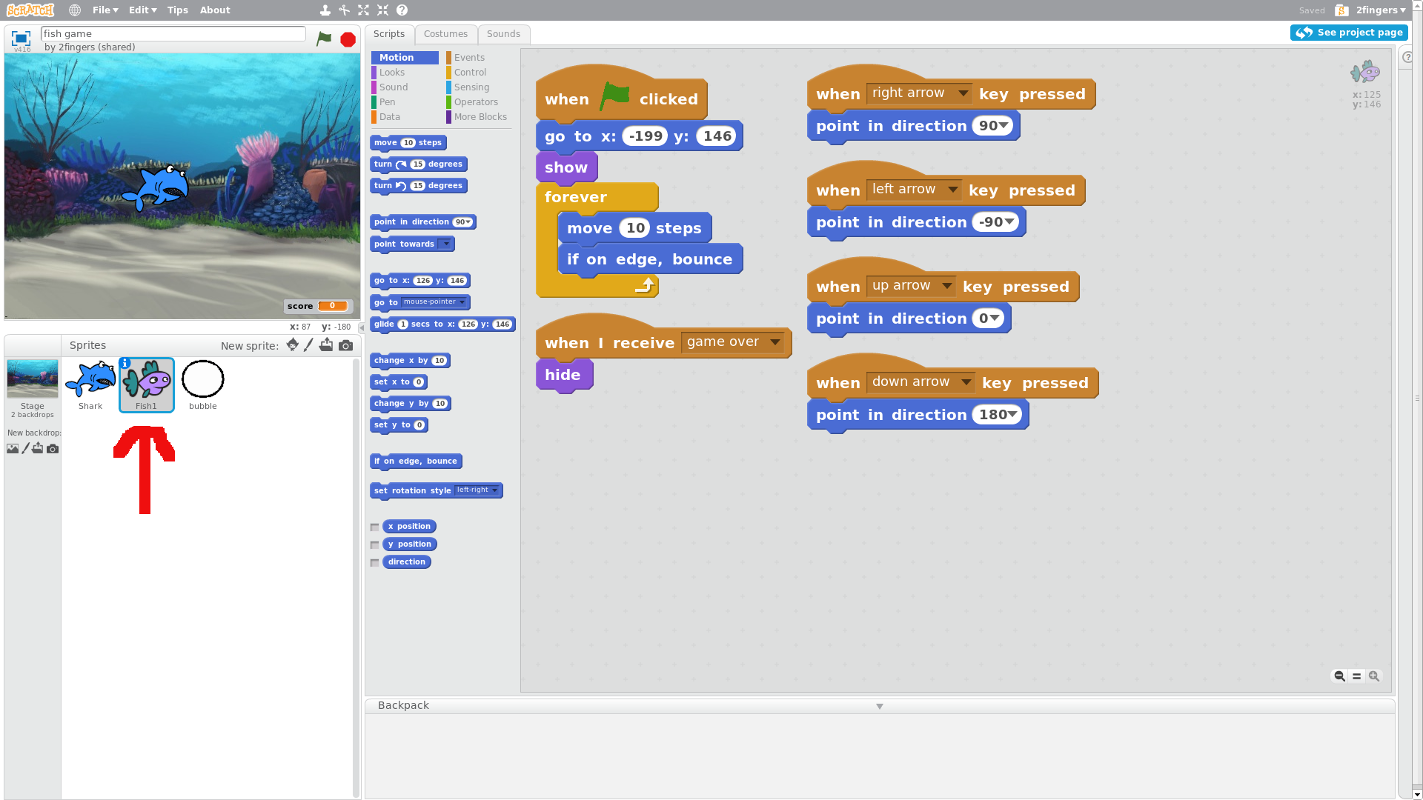 SCRATCH File Edit Tips About Saved 2fingers
v416 fish game
by 2fingers (shared)
See project page
Scripts Costumes Sounds
Motion Events
Looks Control
Sound Sensing
Pen Operators
Data More Blocks
move 10 steps
turn 15 degrees
turn 15 degrees
point in direction 90
point towards
go to x: 126 y: 146
go to mouse-pointer
glide 1 secs to x: 126 y: 146
change x by 10
set x to 0
change y by 10
set y to 0
if on edge, bounce
set rotation style left-right
x position
y position
direction
when clicked
go to x: -199 y: 146
show
forever
move 10 steps
if on edge, bounce
when I receive game over
hide
when right arrow key pressed
point in direction 90
when left arrow key pressed
point in direction -90
when up arrow key pressed
point in direction 0
when down arrow key pressed
point in direction 180
x: 125
y: 146
score 0
x: 87 y: -180
Sprites New sprite:
Stage
2 backdrops
New backdrop:
Shark Fish1 bubble
Backpack